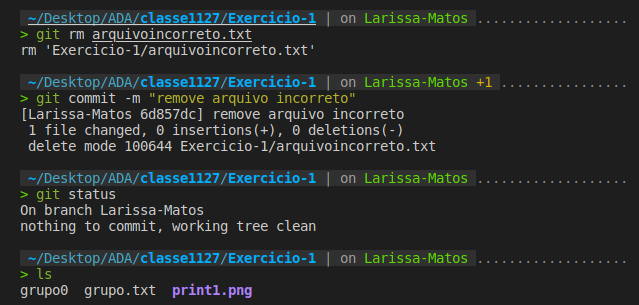 ~/Desktop/ADA/classe1127/Exercicio-1 | on Larissa-Matos ..................
> git rm arquivoincorreto.txt
rm 'Exercicio-1/arquivoincorreto.txt'
~/Desktop/ADA/classe1127/Exercicio-1 | on Larissa-Matos +1 ...............
> git commit -m "remove arquivo incorreto"
[Larissa-Matos 6d857dc] remove arquivo incorreto
1 file changed, 0 insertions(+), 0 deletions(-)
delete mode 100644 Exercicio-1/arquivoincorreto.txt
~/Desktop/ADA/classe1127/Exercicio-1 | on Larissa-Matos ..................
> git status
On branch Larissa-Matos
nothing to commit, working tree clean
~/Desktop/ADA/classe1127/Exercicio-1 | on Larissa-Matos ..................
> ls
grupo0  grupo.txt  print1.png